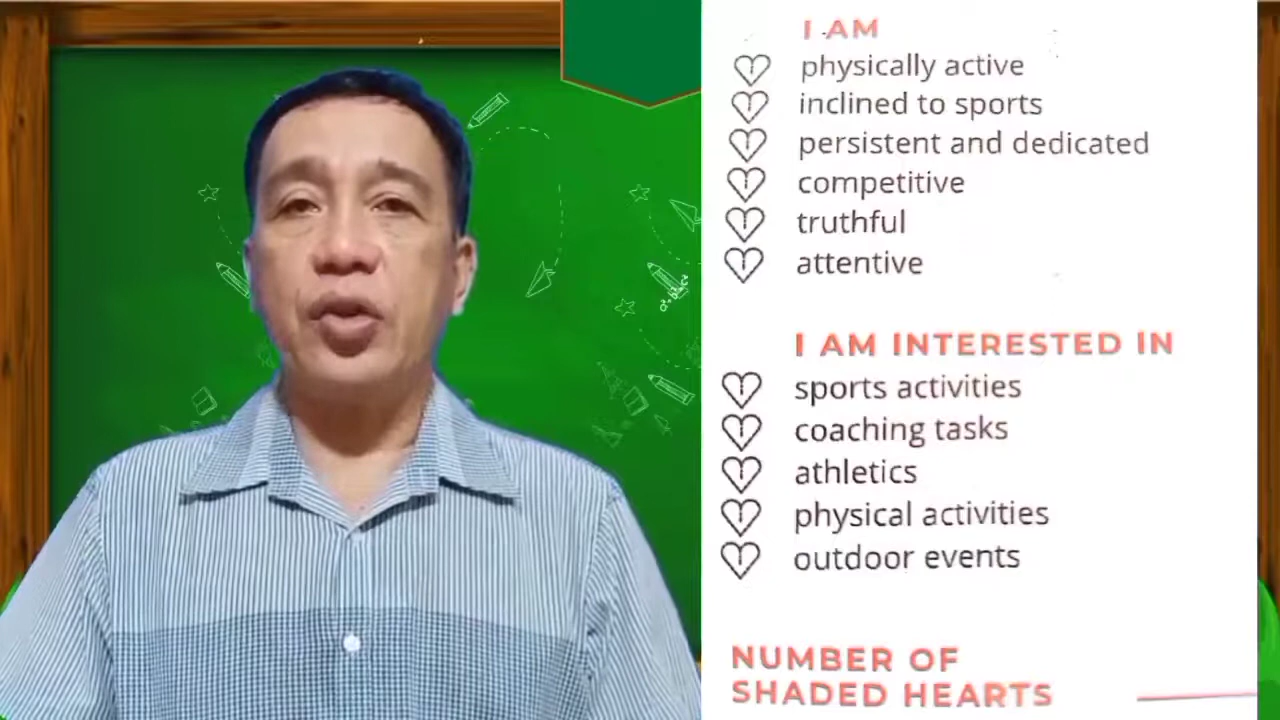 I AM
physically active
inclined to sports
persistent and dedicated
competitive
truthful
attentive
I AM INTERESTED IN
sports activities
coaching tasks
athletics
physical activities
outdoor events
NUMBER OF
SHADED HEARTS